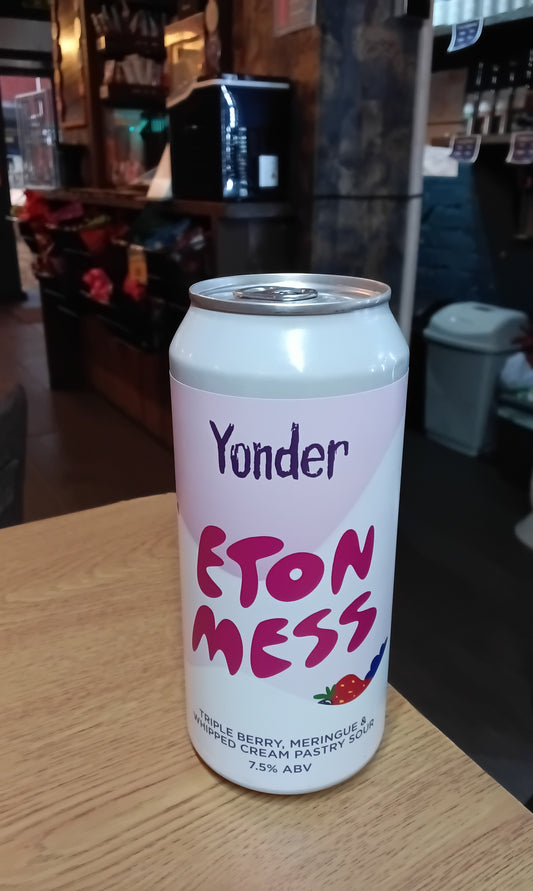 Yonder
ETON
MESS
TRIPLE BERRY, MERINGUE &
WHIPPED CREAM PASTRY SOUR
7.5% ABV